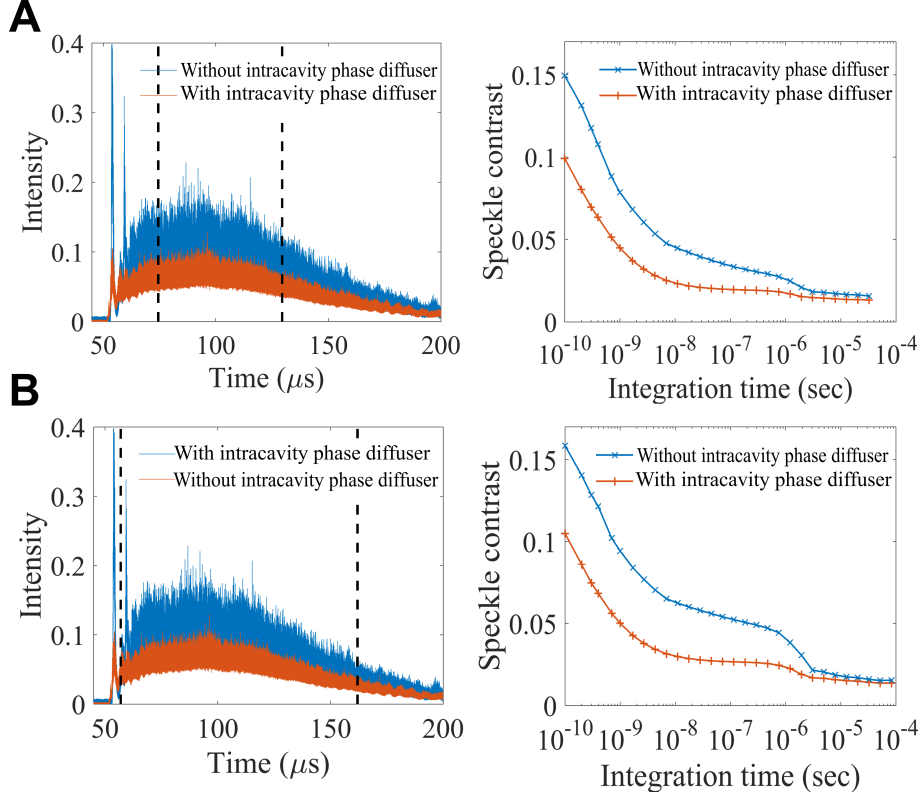 A
Intensity
0.4
0.3
0.2
0.1
0
Without intracavity phase diffuser
With intracavity phase diffuser
50
100
150
200
Time (μs)
Speckle contrast
0.15
0.1
0.05
0
Without intracavity phase diffuser
With intracavity phase diffuser
10⁻¹⁰ 10⁻⁹ 10⁻⁸ 10⁻⁷ 10⁻⁶ 10⁻⁵ 10⁻⁴
Integration time (sec)
B
Intensity
0.4
0.3
0.2
0.1
0
With intracavity phase diffuser
Without intracavity phase diffuser
50
100
150
200
Time (μs)
Speckle contrast
0.15
0.1
0.05
0
Without intracavity phase diffuser
With intracavity phase diffuser
10⁻¹⁰ 10⁻⁹ 10⁻⁸ 10⁻⁷ 10⁻⁶ 10⁻⁵ 10⁻⁴
Integration time (sec)